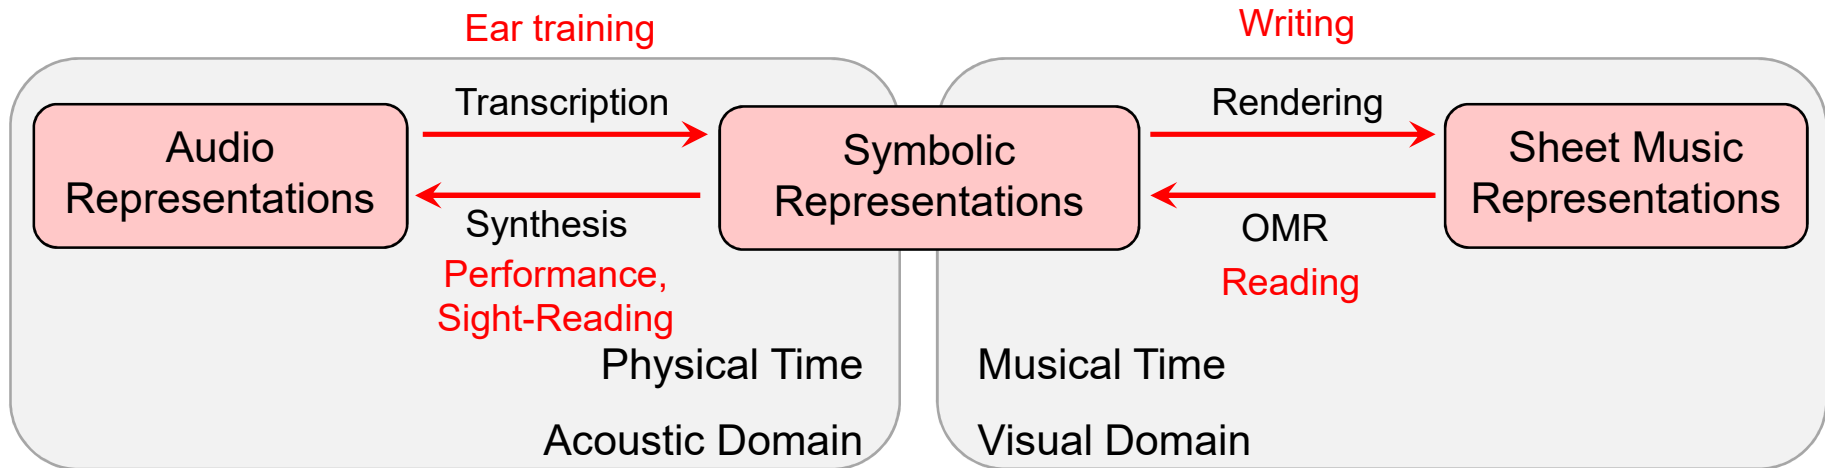 Ear training
Writing
Transcription
Rendering
Audio
Representations
Symbolic
Representations
Sheet Music
Representations
Synthesis
OMR
Performance,
Sight-Reading
Reading
Physical Time
Musical Time
Acoustic Domain
Visual Domain